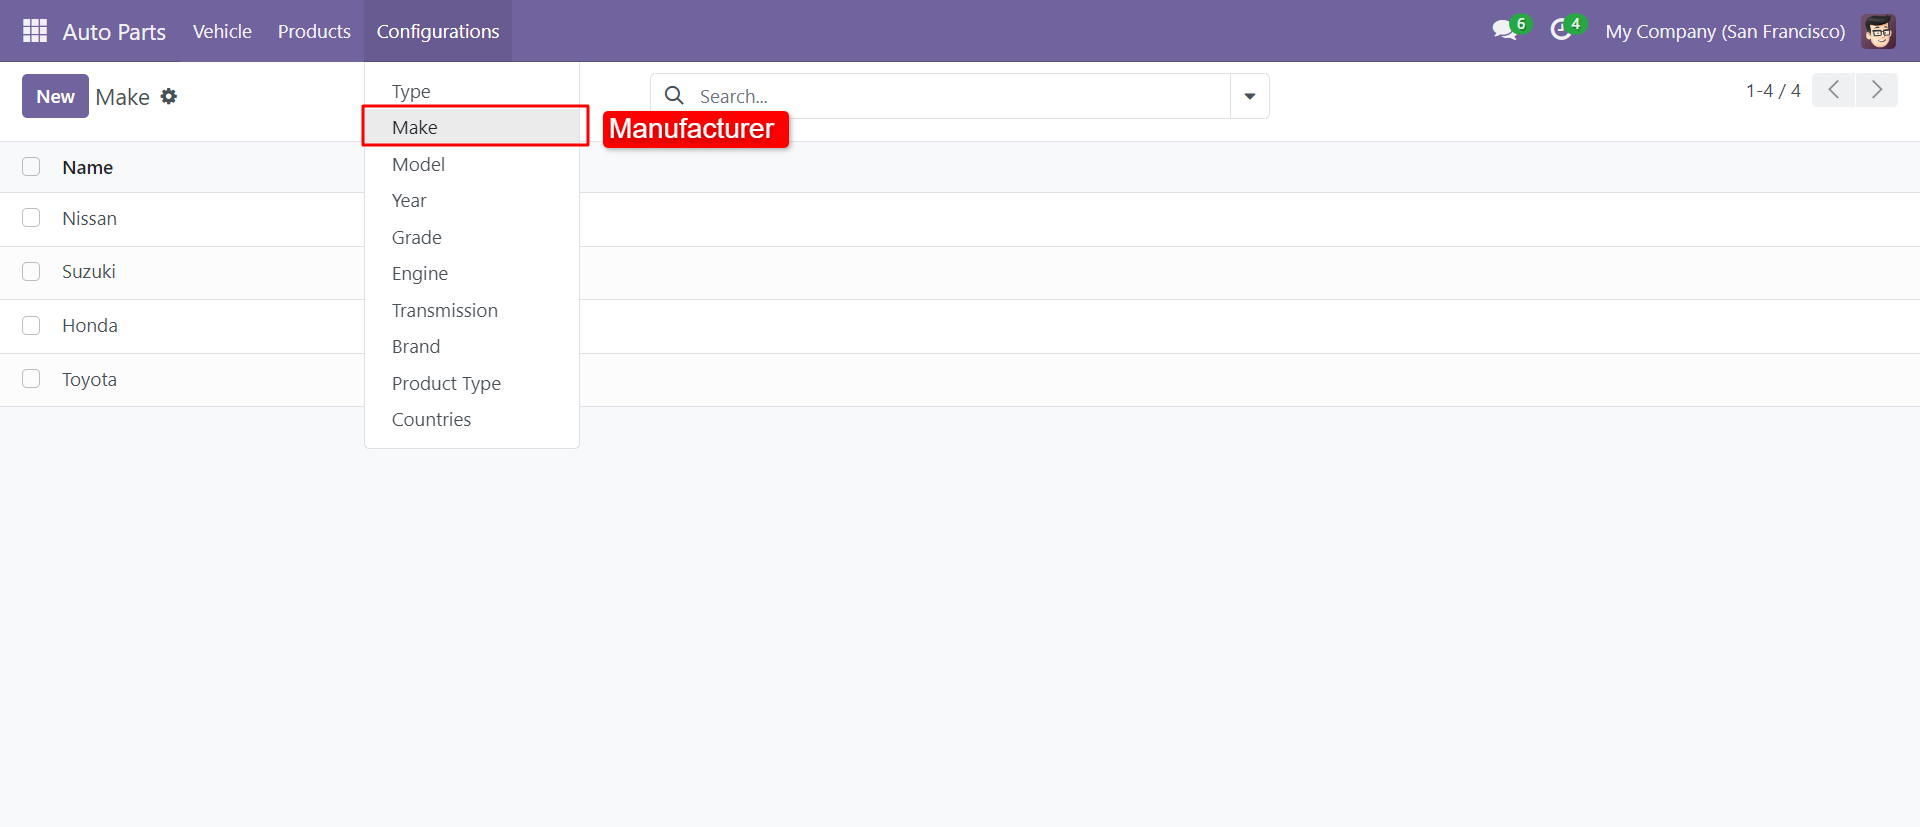 Auto Parts Vehicle Products Configurations 6 4 My Company (San Francisco)
New Make Search... 1-4 / 4
Type
Make Manufacturer
Model
Year
Grade
Engine
Transmission
Brand
Product Type
Countries
Name
Nissan
Suzuki
Honda
Toyota